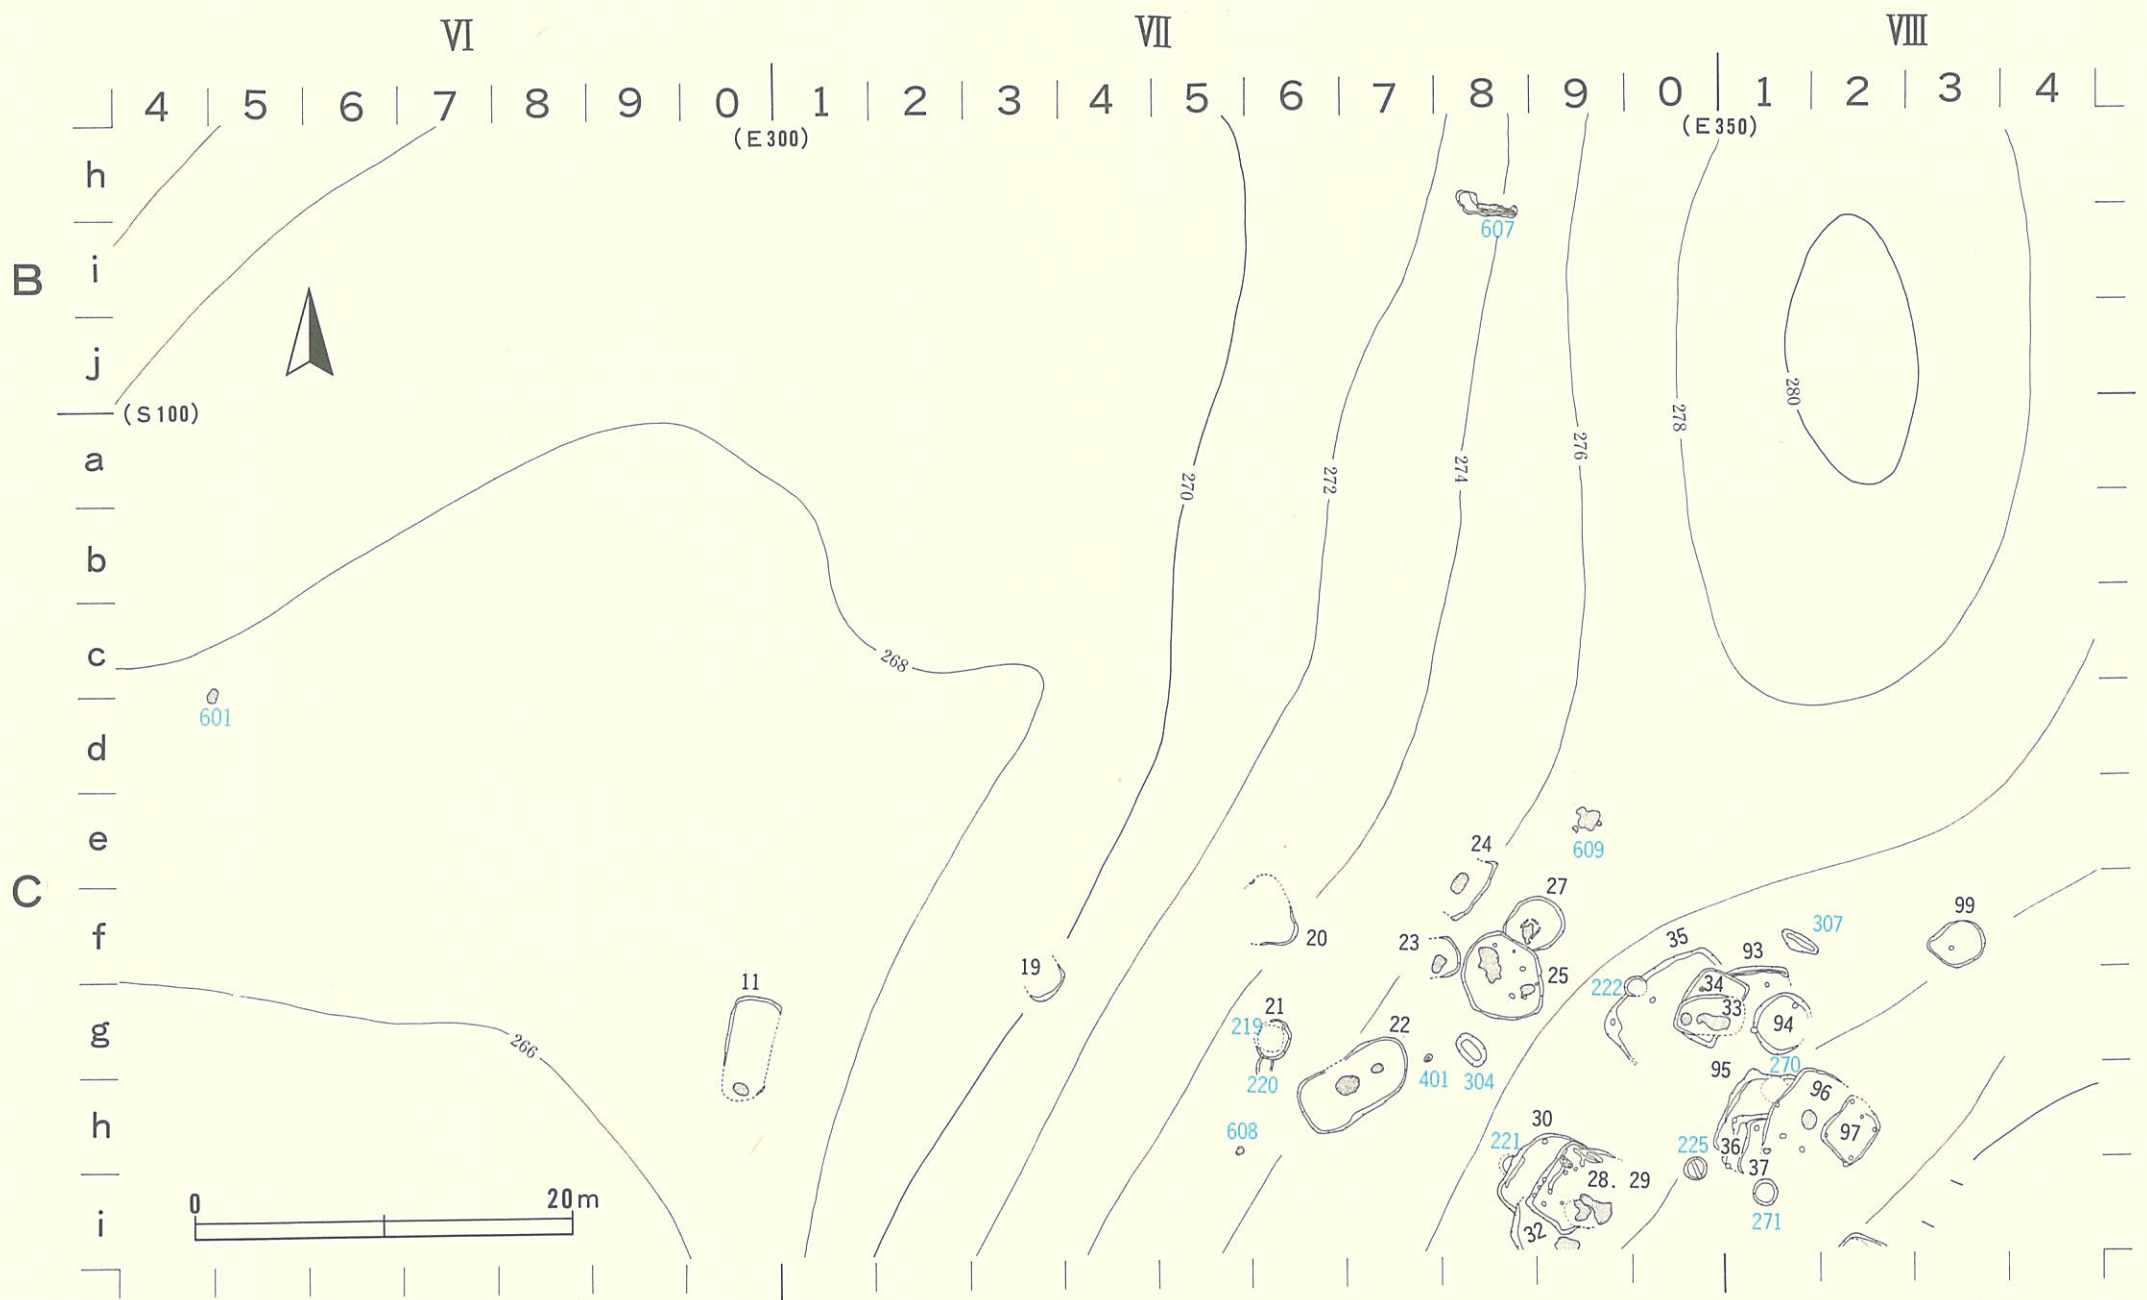 Ⅵ Ⅶ Ⅷ
4 5 6 7 8 9 0 1 2 3 4 5 6 7 8 9 0 1 2 3 4
(E300) (E350)
h
607
B i
j
280
278
(S100)
276
a 274
272
270
b
c 268
601
d
e 24
609
27
C 99
307
f 20 23 35
93
19 25
11 222 34
21 33
g 219 22 94
266
95 270
220 401 304
96
h 30
608 221 225 36 97
37
28. 29
0 20m
i 271
32